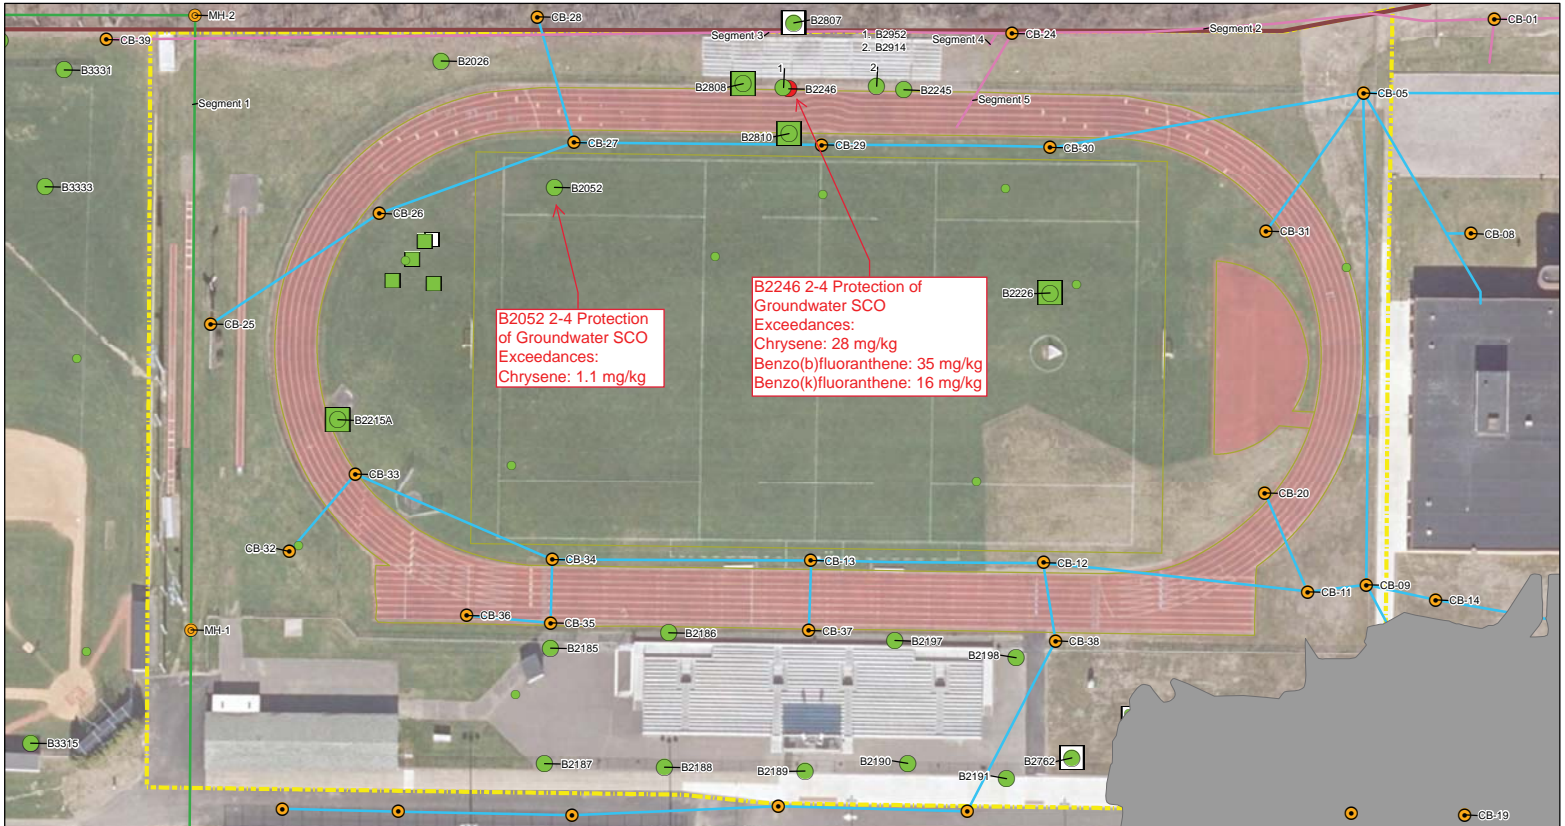 MH-2
CB-28
B2807
CB-01
CB-39
Segment 3
1. B2952
2. B2914
Segment 4
CB-24
Segment 2
B3331
B2026
1
2
B2808
B2246
B2245
CB-05
Segment 1
Segment 5
B2810
CB-27
CB-29
CB-30
B3333
B2052
CB-26
CB-31
CB-08
B2226
CB-25
B2052 2-4 Protection
of Groundwater SCO
Exceedances:
Chrysene: 1.1 mg/kg
B2246 2-4 Protection of
Groundwater SCO
Exceedances:
Chrysene: 28 mg/kg
Benzo(b)fluoranthene: 35 mg/kg
Benzo(k)fluoranthene: 16 mg/kg
B2215A
CB-33
CB-20
CB-32
CB-34
CB-13
CB-12
CB-11
CB-09
CB-14
CB-36
CB-35
MH-1
B2186
CB-37
B2197
CB-38
B2185
B2198
B3315
B2187
B2188
B2189
B2190
B2191
B2762
CB-19